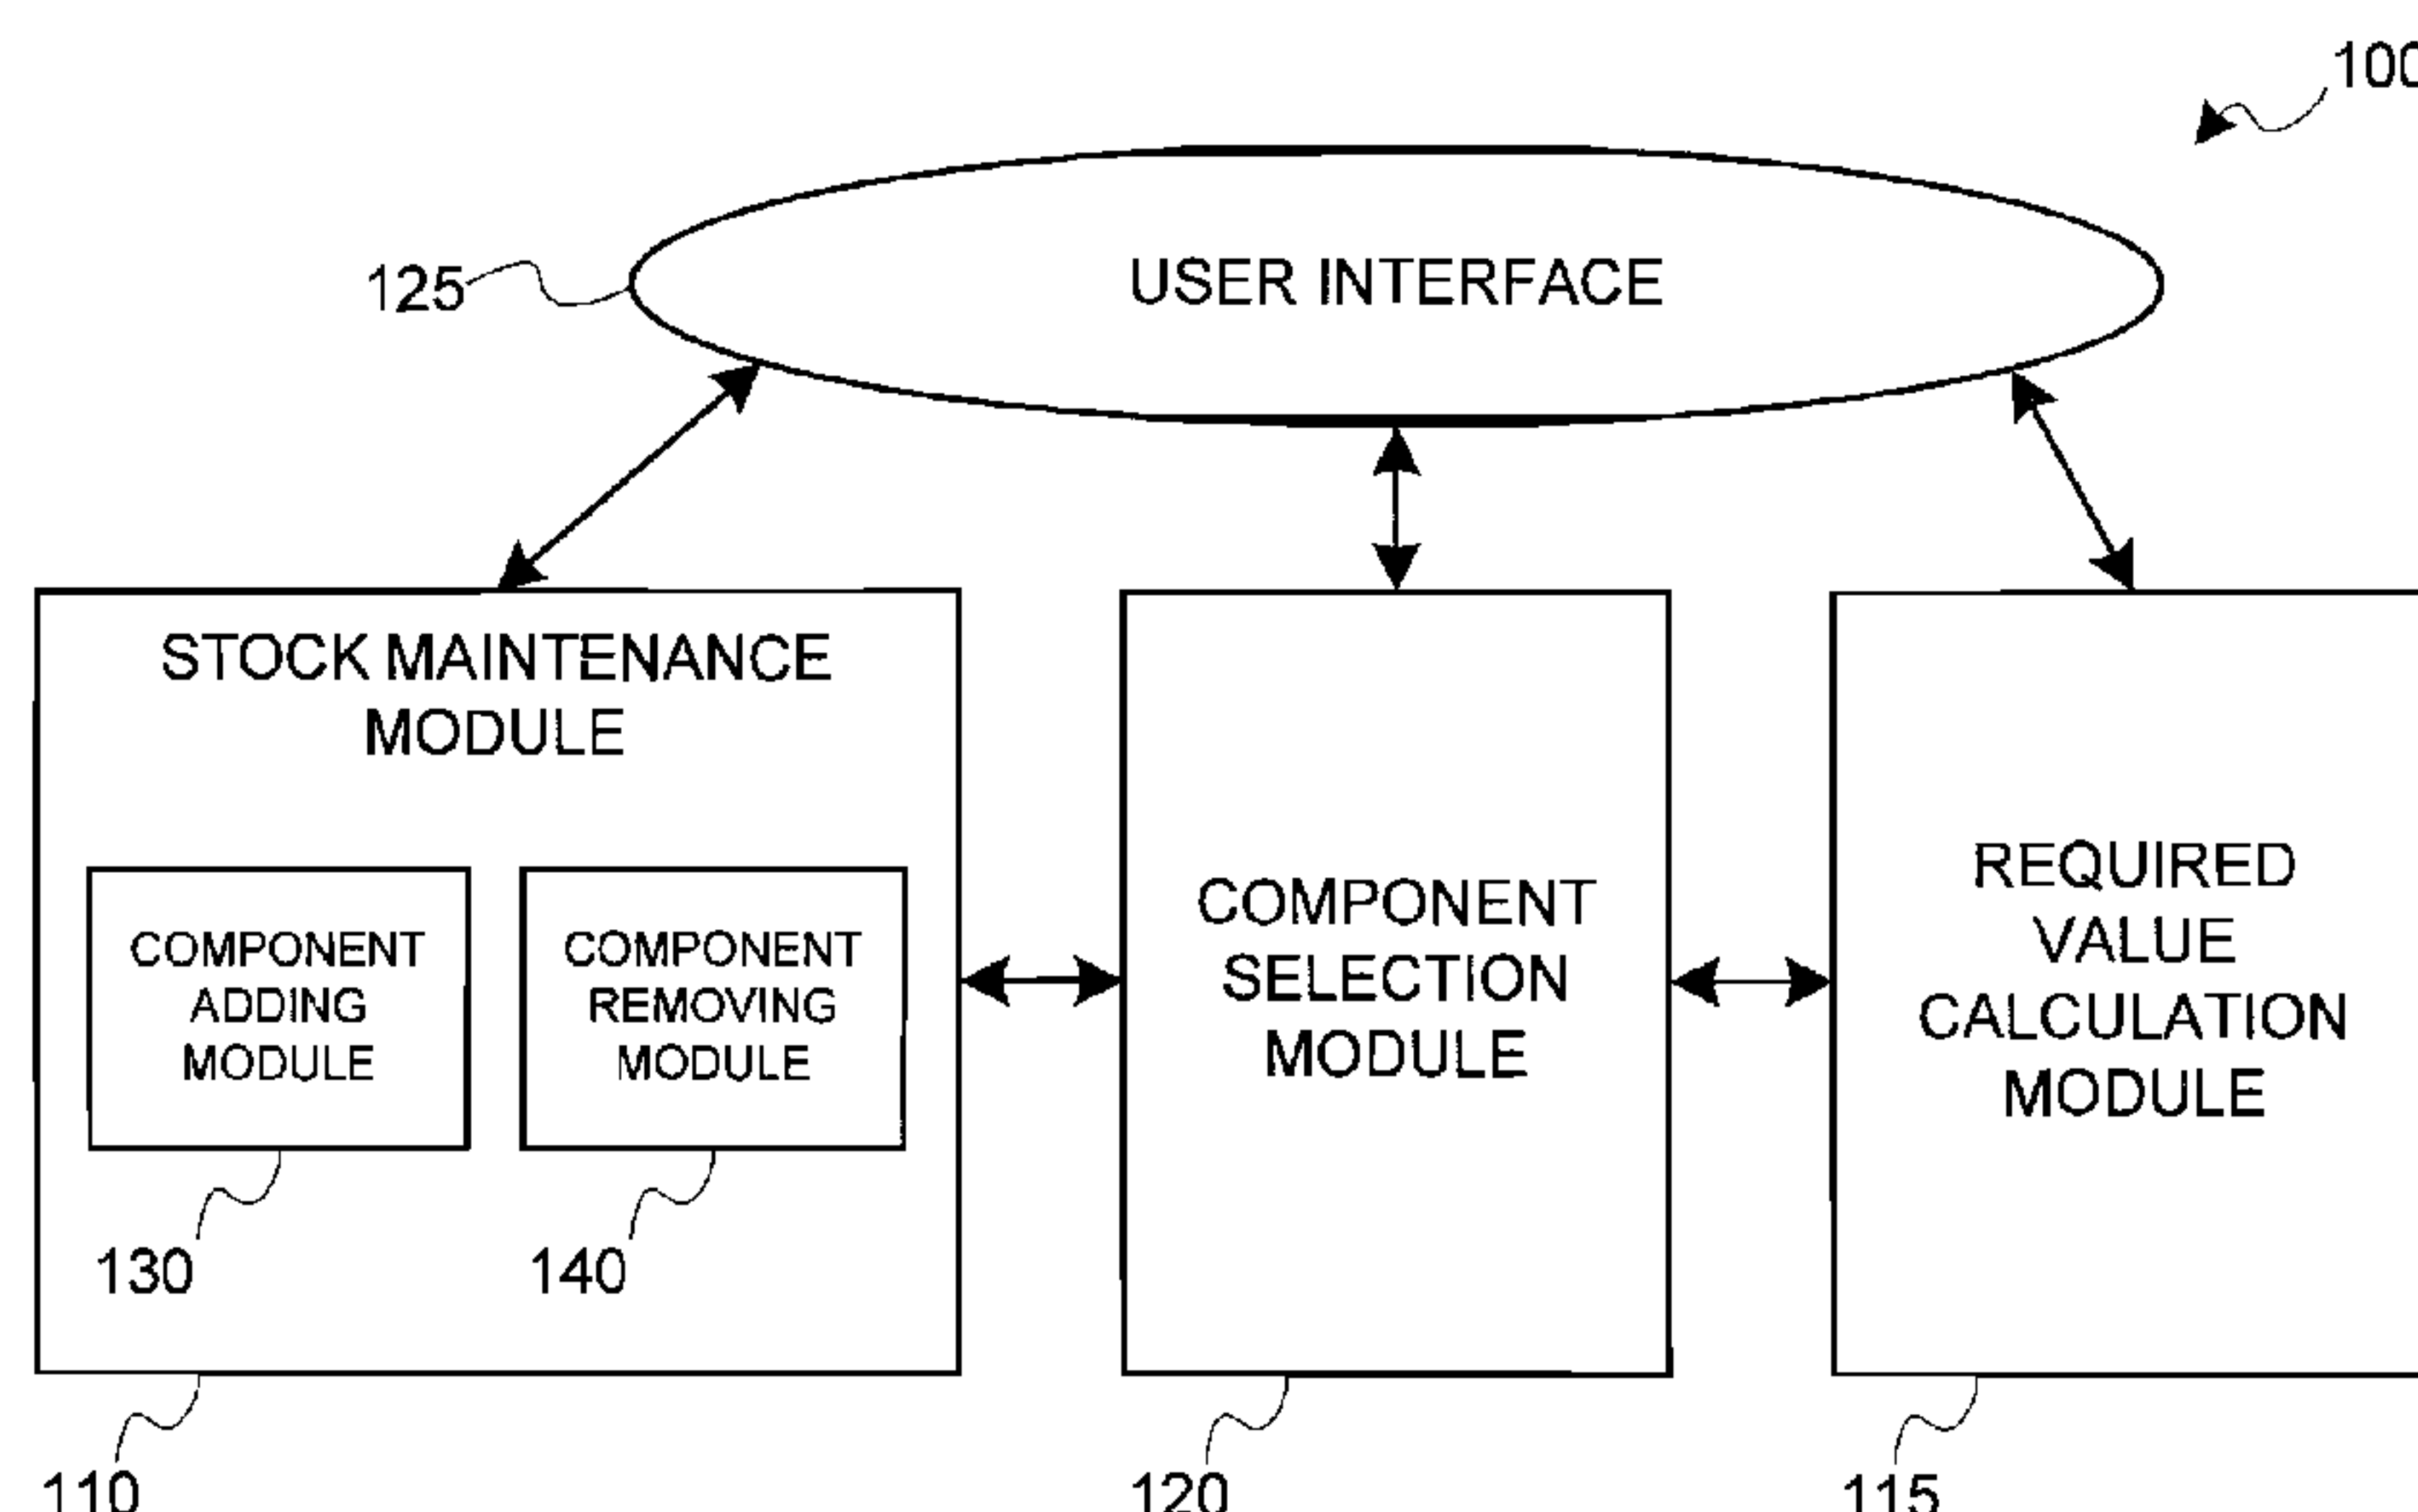 100
125
USER INTERFACE
STOCK MAINTENANCE
MODULE
COMPONENT
ADDING
MODULE
COMPONENT
REMOVING
MODULE
130
140
110
COMPONENT
SELECTION
MODULE
120
REQUIRED
VALUE
CALCULATION
MODULE
115